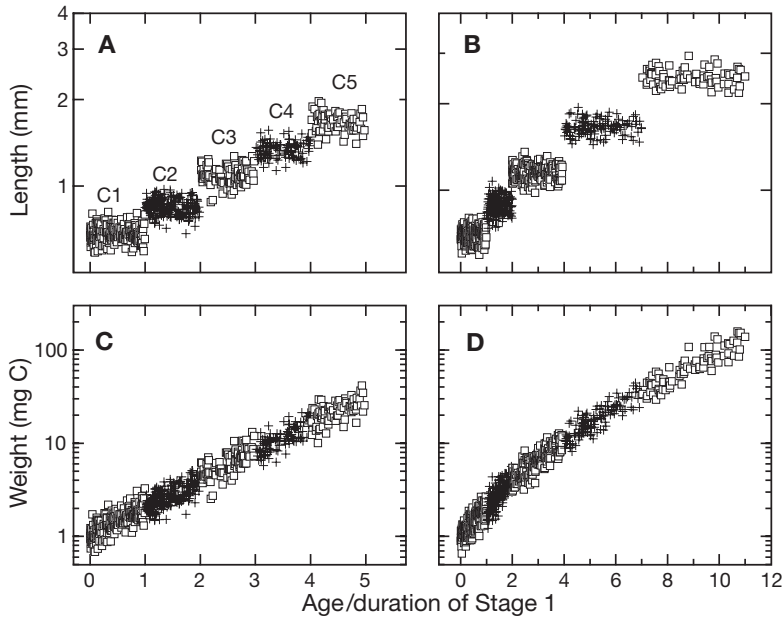 4
3
2
1
Length (mm)
A
C1
C2
C3
C4
C5
B
100
10
1
Weight (mg C)
C
D
0 1 2 3 4 5
0 2 4 6 8 10 12
Age/duration of Stage 1